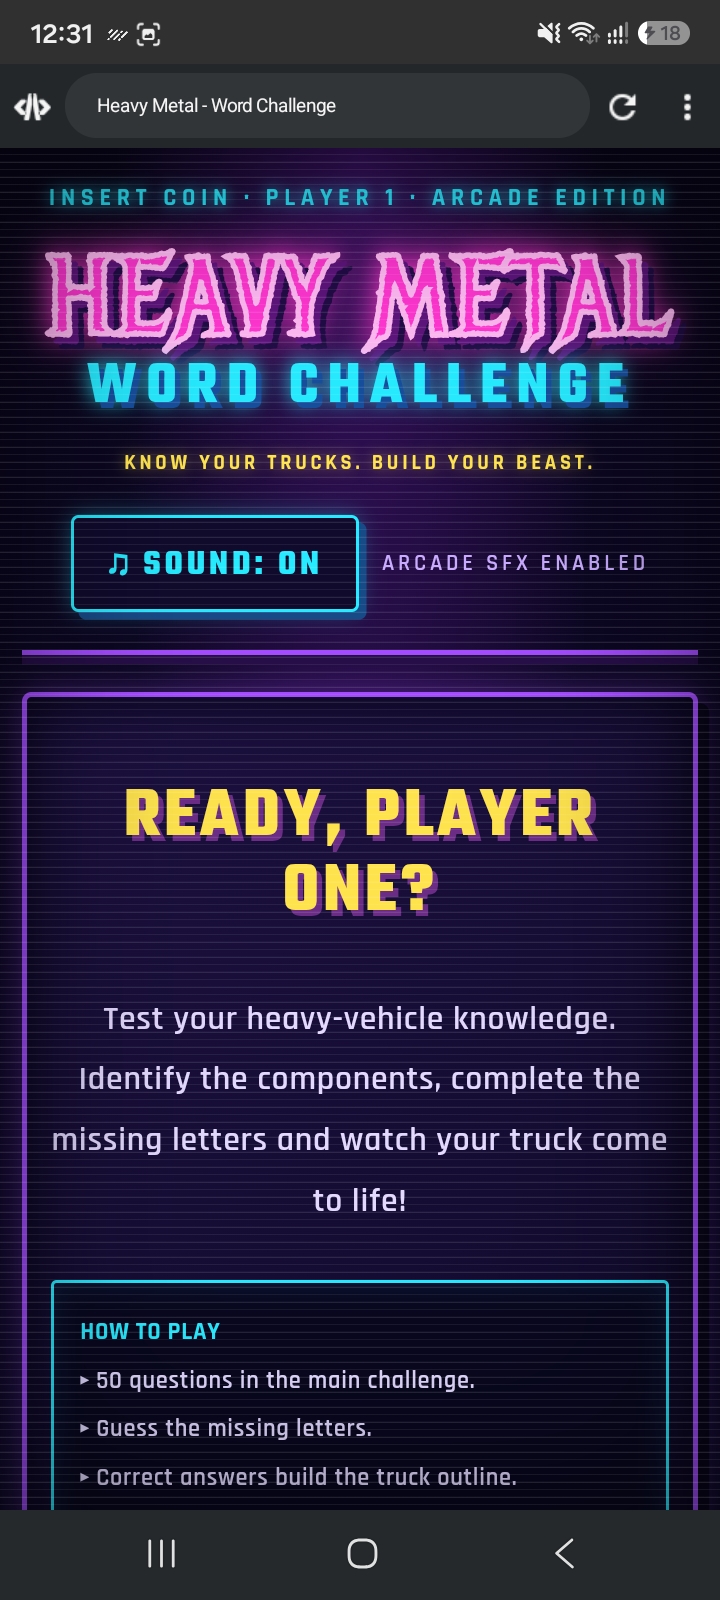 12:31
18
Heavy Metal - Word Challenge
INSERT COIN · PLAYER 1 · ARCADE EDITION
HEAVY METAL
WORD CHALLENGE
KNOW YOUR TRUCKS. BUILD YOUR BEAST.
♫ SOUND: ON
ARCADE SFX ENABLED
READY, PLAYER
ONE?
Test your heavy-vehicle knowledge.
Identify the components, complete the
missing letters and watch your truck come
to life!
HOW TO PLAY
▸ 50 questions in the main challenge.
▸ Guess the missing letters.
▸ Correct answers build the truck outline.